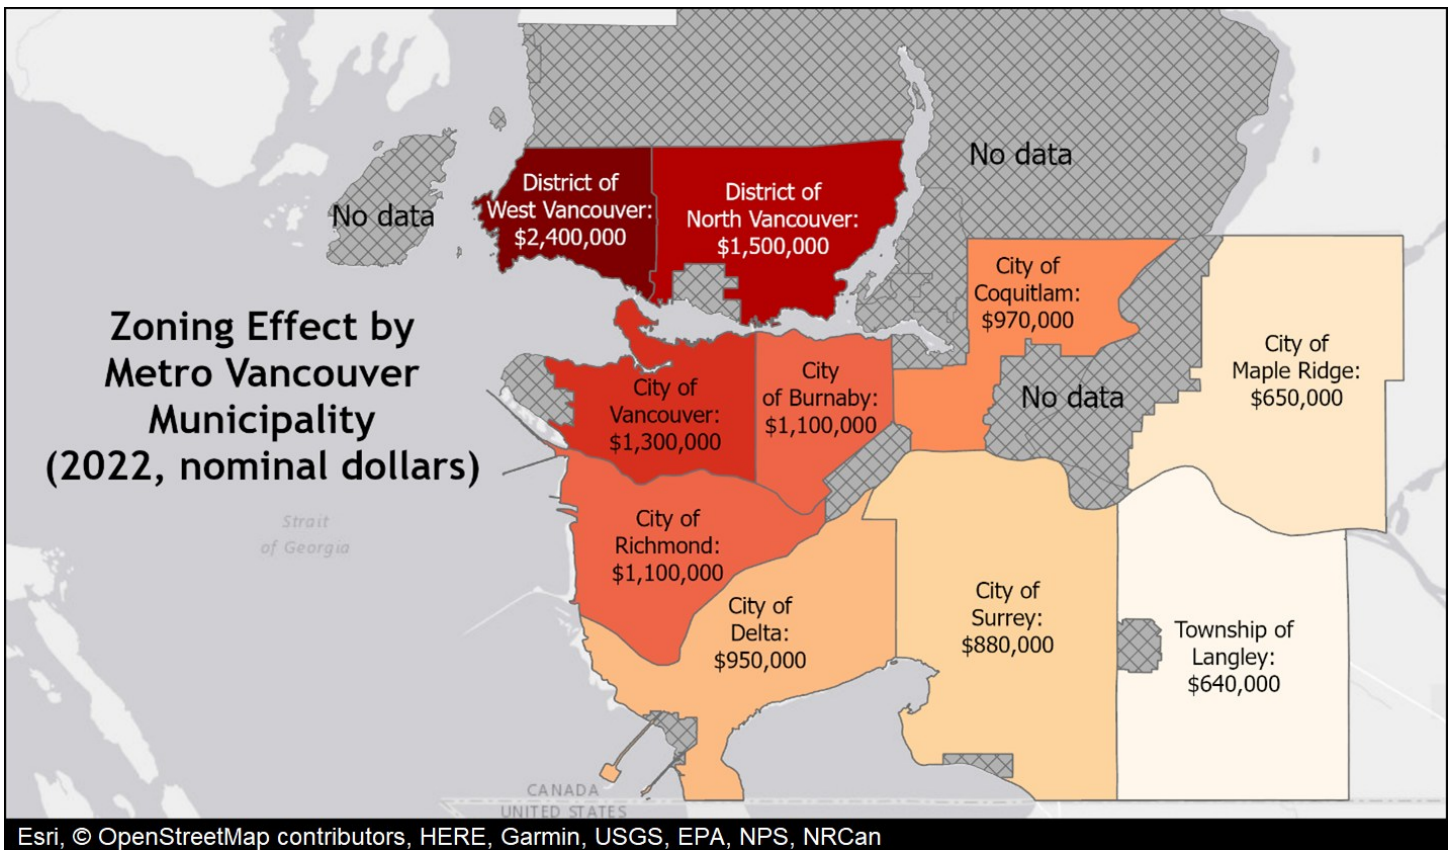 Zoning Effect by
Metro Vancouver
Municipality
(2022, nominal dollars)
No data
No data
No data
District of
West Vancouver:
$2,400,000
District of
North Vancouver:
$1,500,000
City of
Coquitlam:
$970,000
City of
Maple Ridge:
$650,000
City of
Vancouver:
$1,300,000
City
of Burnaby:
$1,100,000
City of
Richmond:
$1,100,000
City of
Delta:
$950,000
City of
Surrey:
$880,000
Township of
Langley:
$640,000
Strait
of Georgia
CANADA
UNITED STATES
Esri, © OpenStreetMap contributors, HERE, Garmin, USGS, EPA, NPS, NRCan